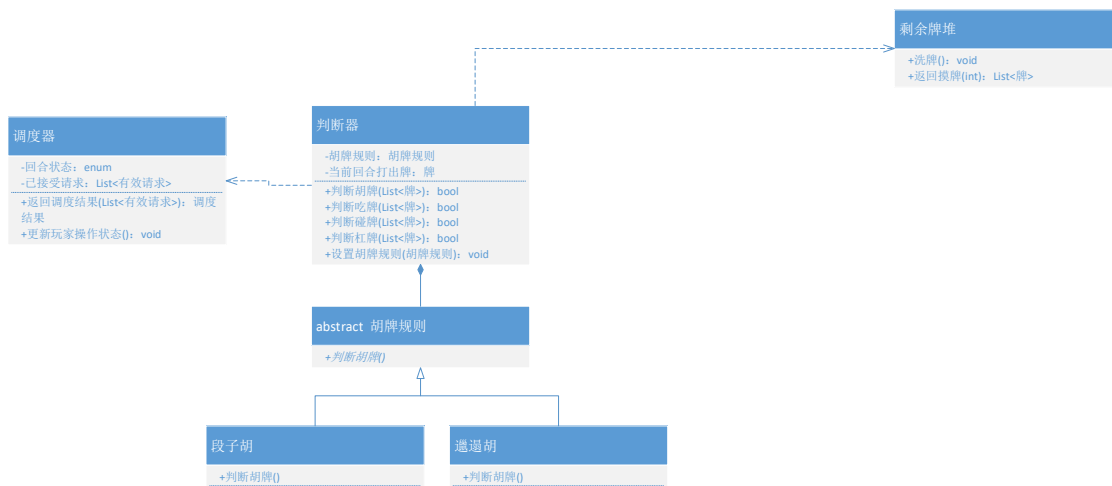 剩余牌堆
+洗牌()：void
+返回摸牌(int)：List<牌>
调度器
-回合状态：enum
-已接受请求：List<有效请求>
+返回调度结果(List<有效请求>)：调度
结果
+更新玩家操作状态()：void
判断器
-胡牌规则：胡牌规则
-当前回合打出牌：牌
+判断胡牌(List<牌>)：bool
+判断吃牌(List<牌>)：bool
+判断碰牌(List<牌>)：bool
+判断杠牌(List<牌>)：bool
+设置胡牌规则(胡牌规则)：void
abstract 胡牌规则
+判断胡牌()
段子胡
+判断胡牌()
邋遢胡
+判断胡牌()